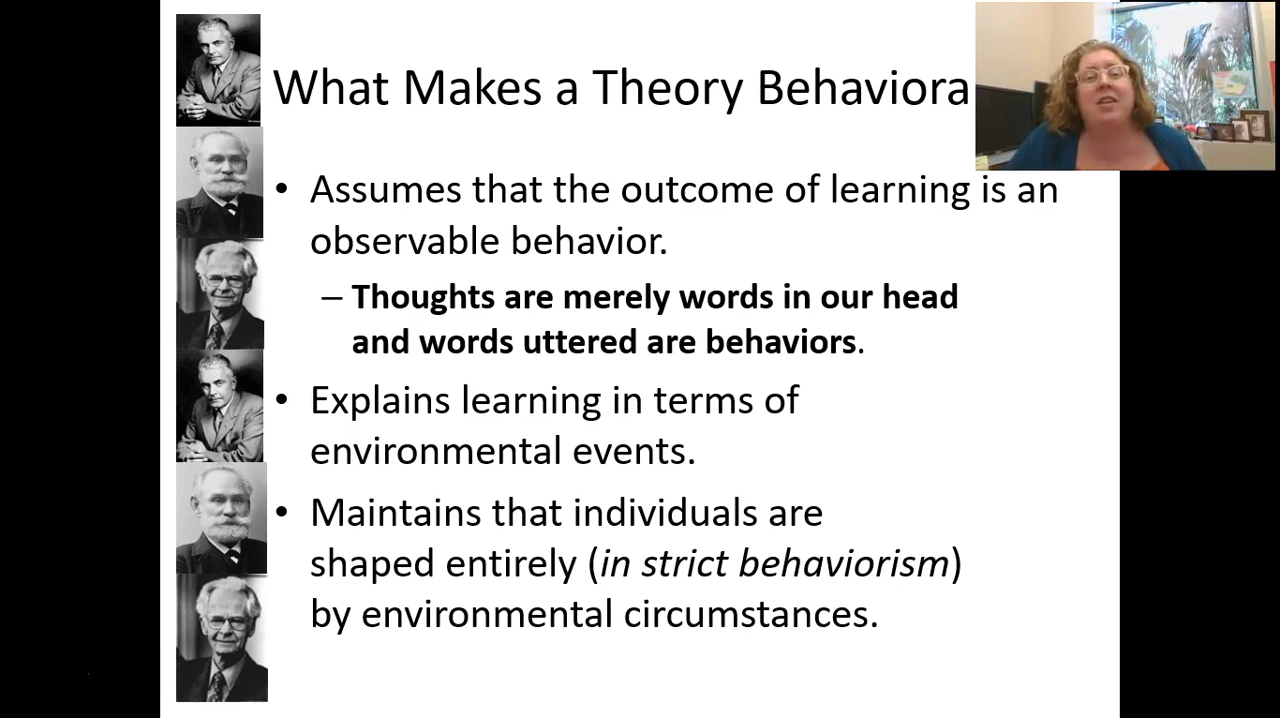 What Makes a Theory Behaviora
• Assumes that the outcome of learning is an
observable behavior.
– Thoughts are merely words in our head
and words uttered are behaviors.
• Explains learning in terms of
environmental events.
• Maintains that individuals are
shaped entirely (in strict behaviorism)
by environmental circumstances.